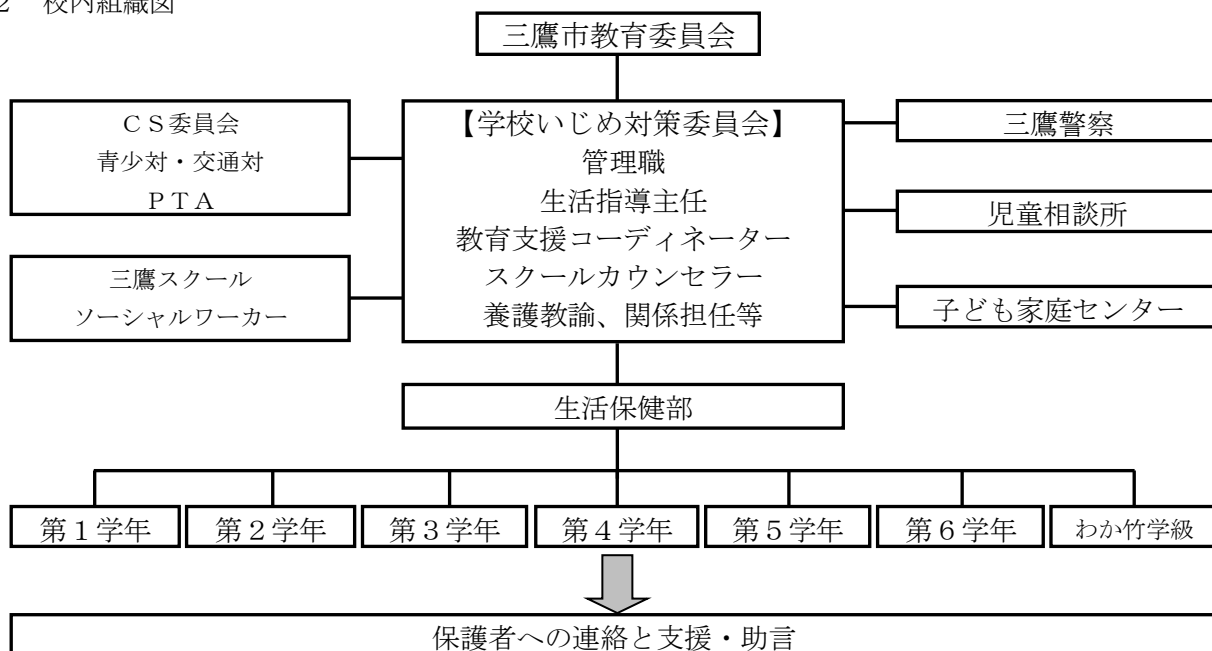 2　校内組織図
三鷹市教育委員会
ＣＳ委員会
青少対・交通対
ＰＴＡ
三鷹スクール
ソーシャルワーカー
【学校いじめ対策委員会】
管理職
生活指導主任
教育支援コーディネーター
スクールカウンセラー
養護教諭、関係担任等
三鷹警察
児童相談所
子ども家庭センター
生活保健部
第１学年
第２学年
第３学年
第４学年
第５学年
第６学年
わか竹学級
保護者への連絡と支援・助言